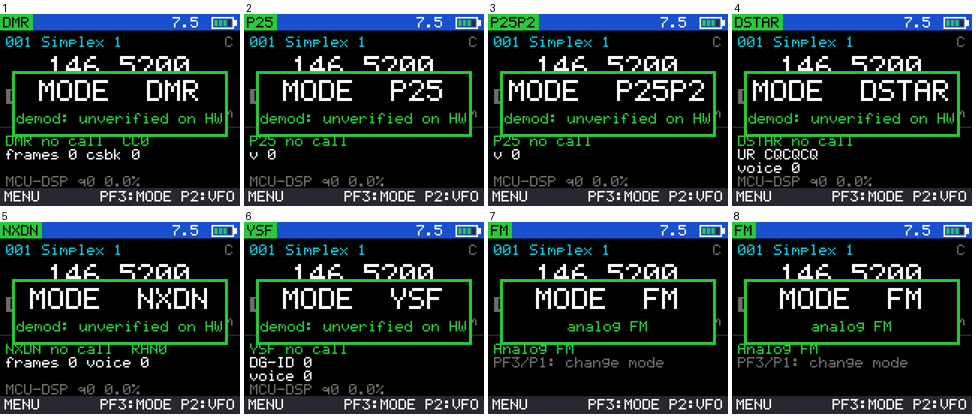 1
DMR 7.5
001 Simplex 1 C
146.5200
MODE DMR
demod: unverified on HW
DMR no call CC0
frames 0 csbk 0
MCU-DSP q0 0.0%
MENU PF3:MODE P2:VFO
2
P25 7.5
001 Simplex 1 C
146.5200
MODE P25
demod: unverified on HW
P25 no call
v 0
MCU-DSP q0 0.0%
MENU PF3:MODE P2:VFO
3
P25P2 7.5
001 Simplex 1 C
146.5200
MODE P25P2
demod: unverified on HW
P25 no call
v 0
MCU-DSP q0 0.0%
MENU PF3:MODE P2:VFO
4
DSTAR 7.5
001 Simplex 1 C
146.5200
MODE DSTAR
demod: unverified on HW
DSTAR no call
UR CQCQCQ
voice 0
MCU-DSP q0 0.0%
MENU PF3:MODE P2:VFO
5
NXDN 7.5
001 Simplex 1 C
146.5200
MODE NXDN
demod: unverified on HW
NXDN no call RAN0
frames 0 voice 0
MCU-DSP q0 0.0%
MENU PF3:MODE P2:VFO
6
YSF 7.5
001 Simplex 1 C
146.5200
MODE YSF
demod: unverified on HW
YSF no call
DG-ID 0
voice 0
MCU-DSP q0 0.0%
MENU PF3:MODE P2:VFO
7
FM 7.5
001 Simplex 1 C
146.5200
MODE FM
analog FM
Analog FM
PF3/P1: change mode
MENU PF3:MODE P2:VFO
8
FM 7.5
001 Simplex 1 C
146.5200
MODE FM
analog FM
Analog FM
PF3/P1: change mode
MENU PF3:MODE P2:VFO